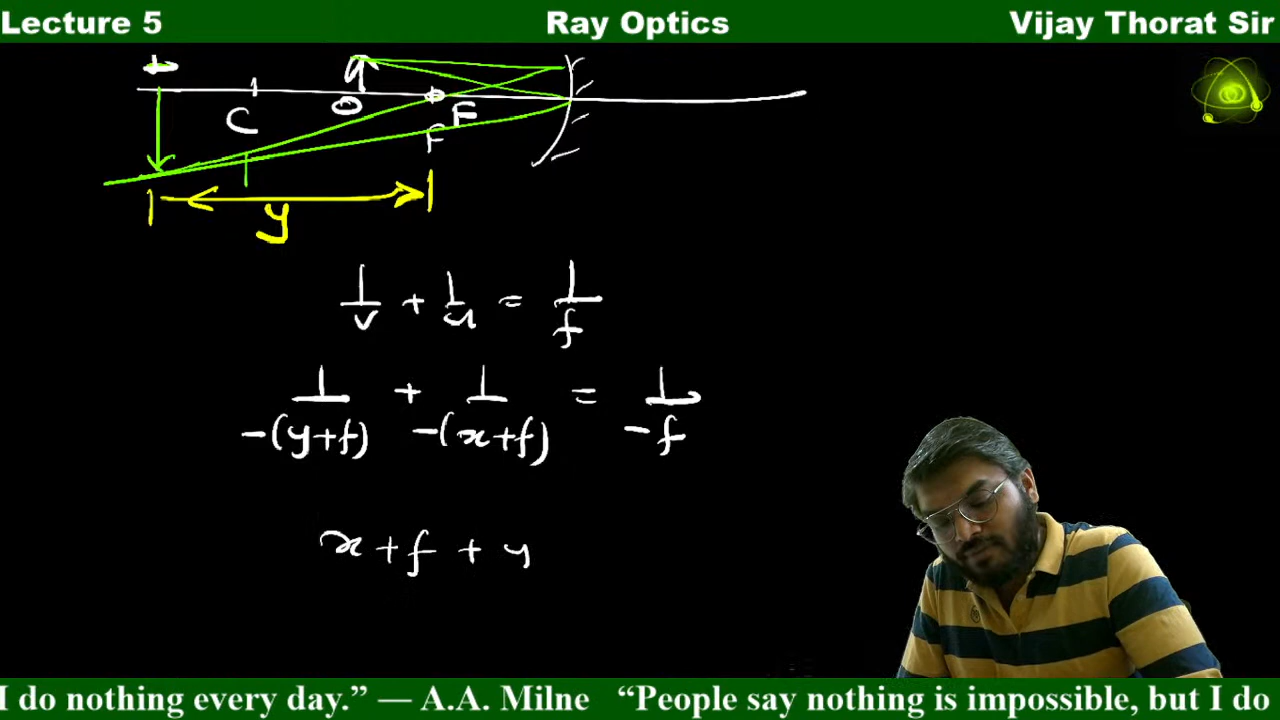 Lecture 5 Ray Optics Vijay Thorat Sir
C O F
F
y
1/v + 1/u = 1/f
1/-(y+f) + 1/-(x+f) = 1/-f
x + f + y
I do nothing every day.” — A.A. Milne “People say nothing is impossible, but I do